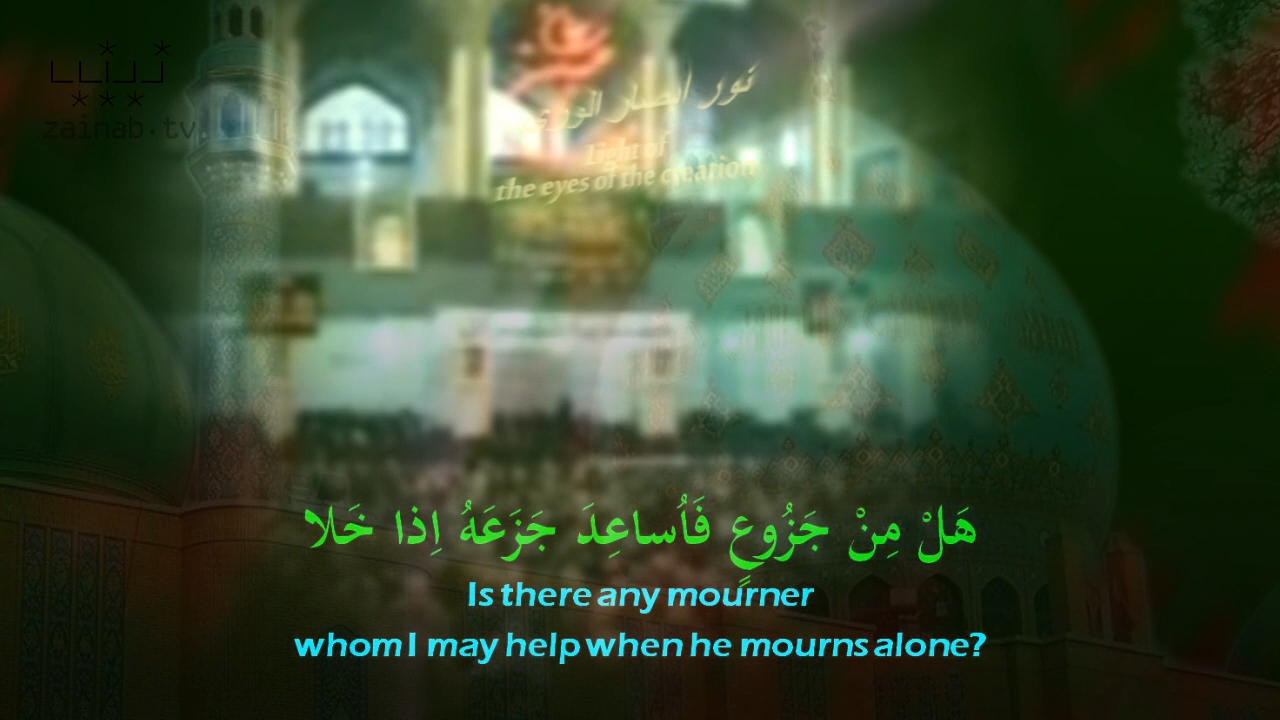 zainab.tv
نور ابصار الورى
Light of
the eyes of the creation
هَلْ مِنْ جَزُوعٍ فَاُساعِدَ جَزَعَهُ اِذا خَلا
Is there any mourner
whom I may help when he mourns alone?